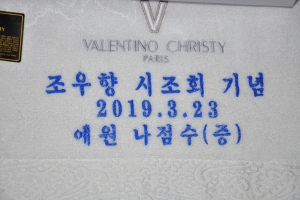 VALENTINO CHRISTY
PARIS
조우향 시조회 기념
2019.3.23
애원 나점수(증)